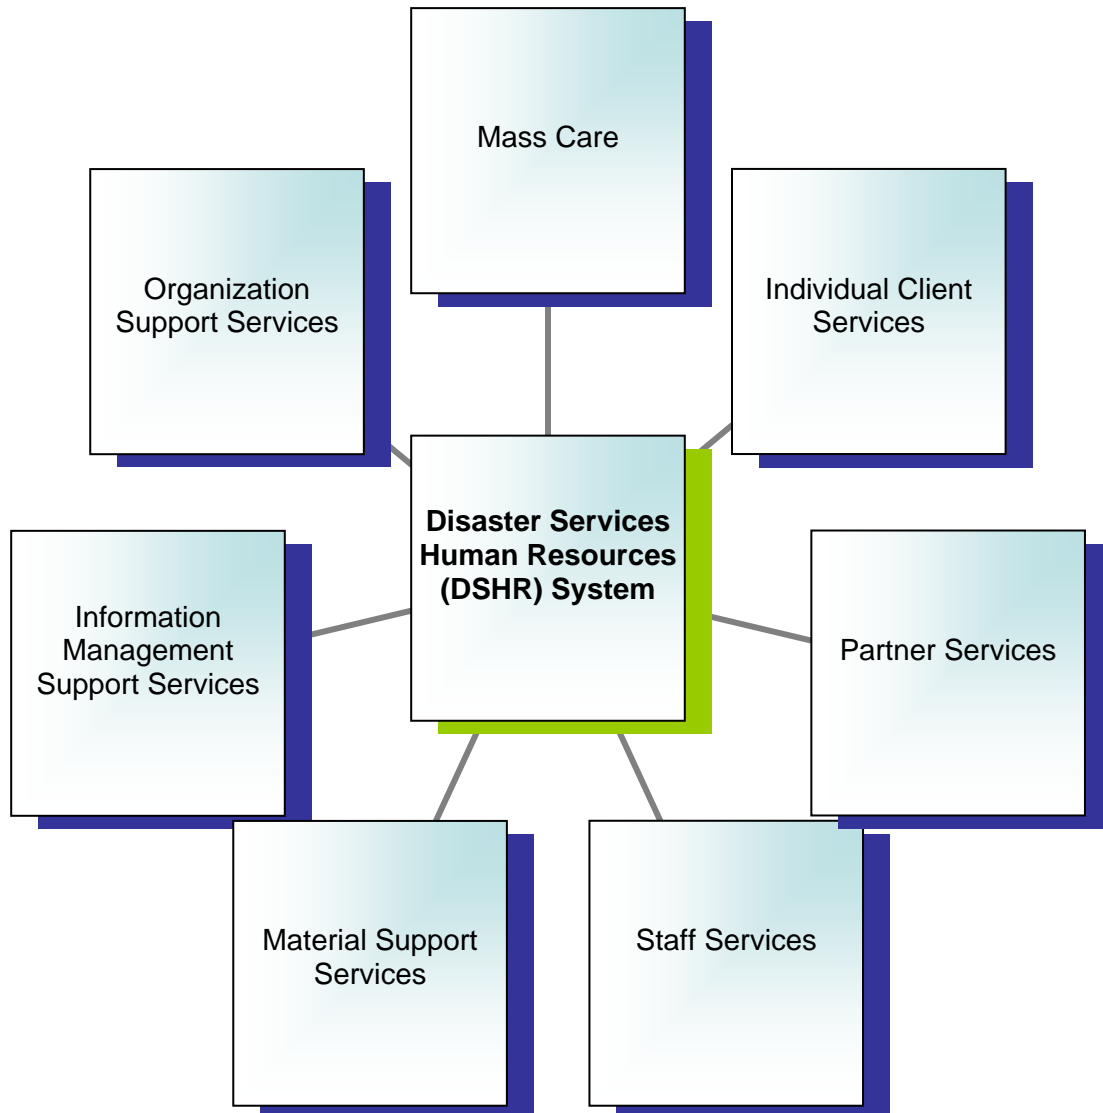 Mass Care
Organization
Support Services
Individual Client
Services
Disaster Services
Human Resources
(DSHR) System
Information
Management
Support Services
Partner Services
Material Support
Services
Staff Services